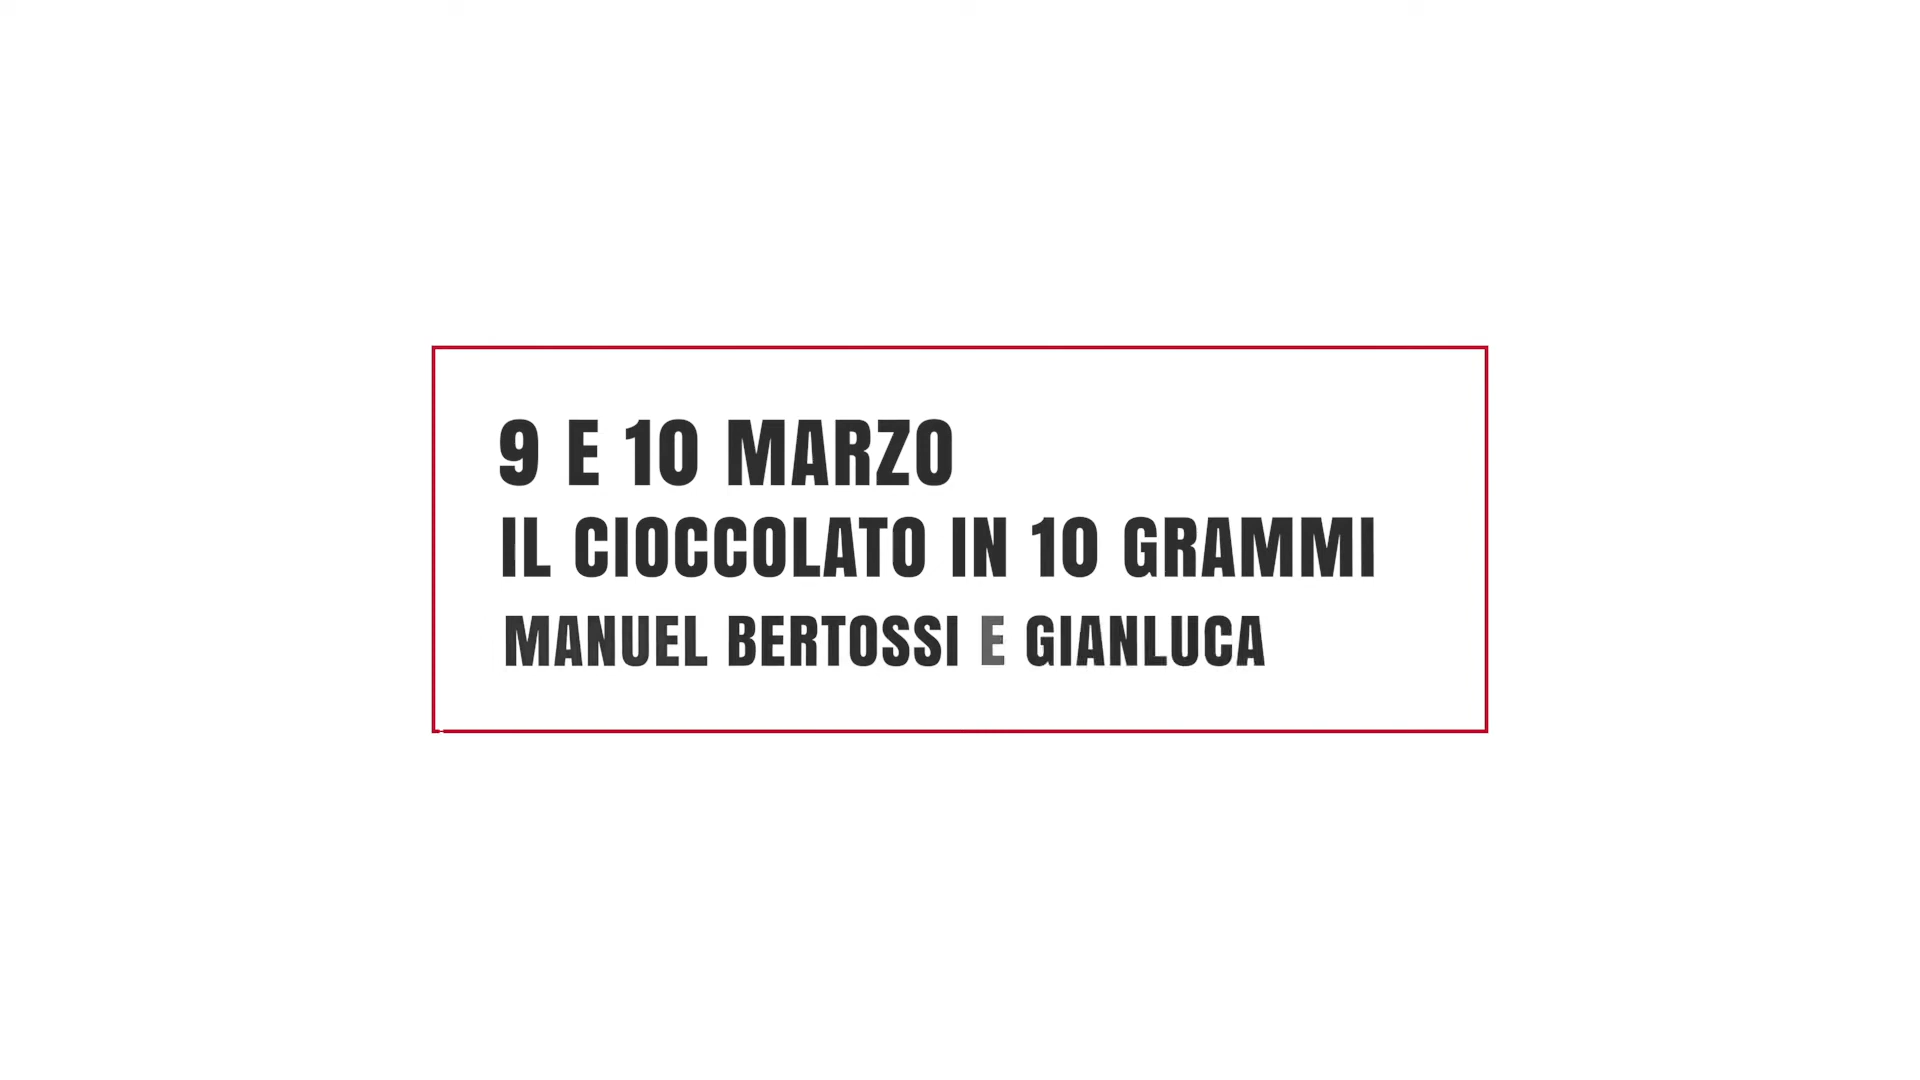 9 E 10 MARZO
IL CIOCCOLATO IN 10 GRAMMI
MANUEL BERTOSSI E GIANLUCA